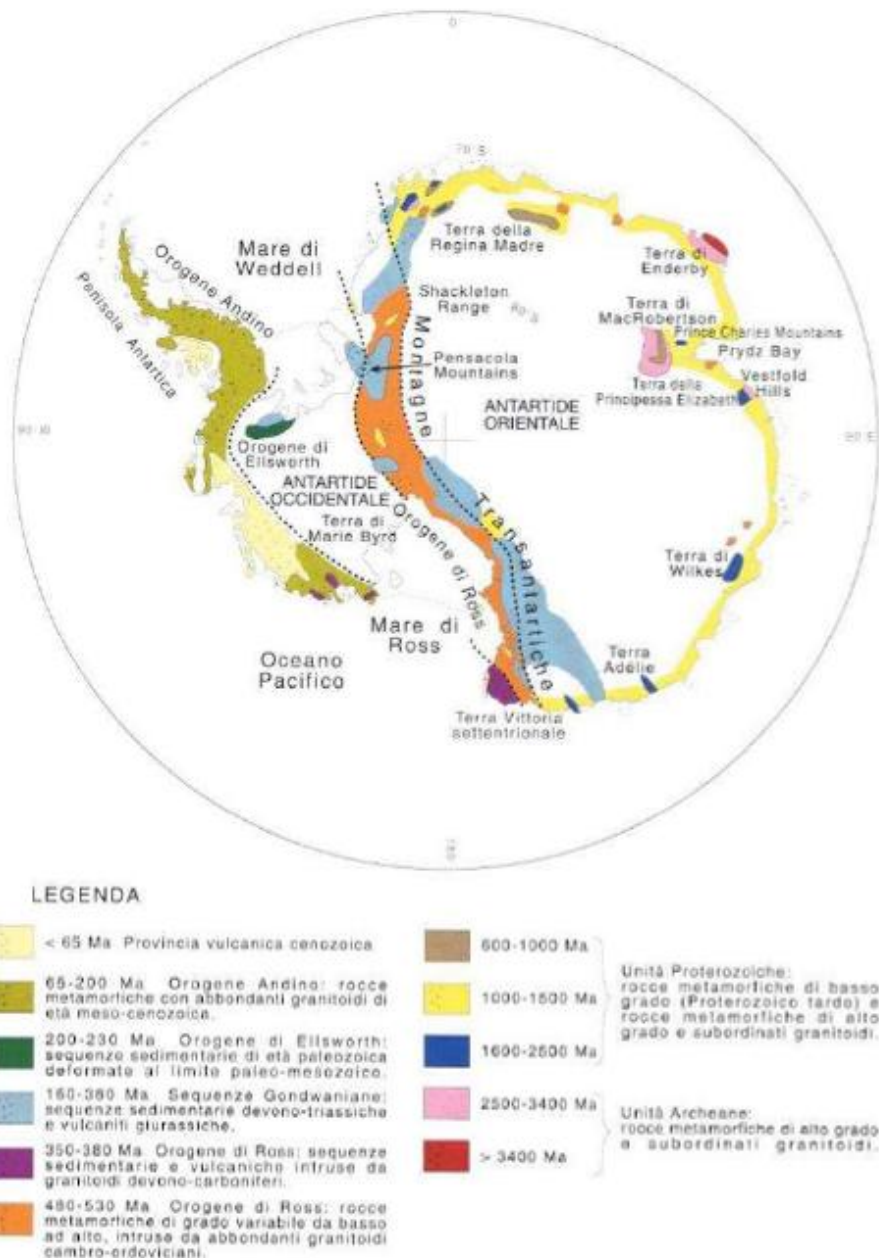 0
70 S
Mare di
Weddell
Orogene Andino
Penisola Antartica
Terra della
Regina Madre
Terra di
Enderby
Shackleton
Range
80 S
Terra di
MacRobertson
Prince Charles Mountains
Prydz Bay
Pensacola
Mountains
Vestfold
Hills
Terra della
Principessa Elizabeth
Montagne
Transantartiche
ANTARTIDE
ORIENTALE
90 W
90 E
Orogene di
Ellsworth
ANTARTIDE
OCCIDENTALE
Terra di
Marie Byrd
Orogene di Ross
Mare di
Ross
Terra di
Wilkes
Oceano
Pacifico
Terra
Adélie
Terra Vittoria
settentrionale
180
LEGENDA
< 65 Ma Provincia vulcanica cenozoica
65-200 Ma Orogene Andino: rocce
metamorfiche con abbondanti granitoidi di
età meso-cenozoica.
200-230 Ma Orogene di Ellsworth:
sequenze sedimentarie di età paleozoica
deformate al limite paleo-mesozoico.
160-380 Ma Sequenze Gondwaniane:
sequenze sedimentarie devono-triassiche
e vulcaniti giurassiche.
350-380 Ma Orogene di Ross: sequenze
sedimentarie e vulcaniche intruse da
granitoidi devono-carboniferi.
480-530 Ma Orogene di Ross: rocce
metamorfiche di grado variabile da basso
ad alto, intruse da abbondanti granitoidi
cambro-ordoviciani.
600-1000 Ma
1000-1500 Ma
1600-2500 Ma
Unità Proterozoiche:
rocce metamorfiche di basso
grado (Proterozoico tardo) e
rocce metamorfiche di alto
grado e subordinati granitoidi.
2500-3400 Ma
> 3400 Ma
Unità Archeane:
rocce metamorfiche di alto grado
e subordinati granitoidi.